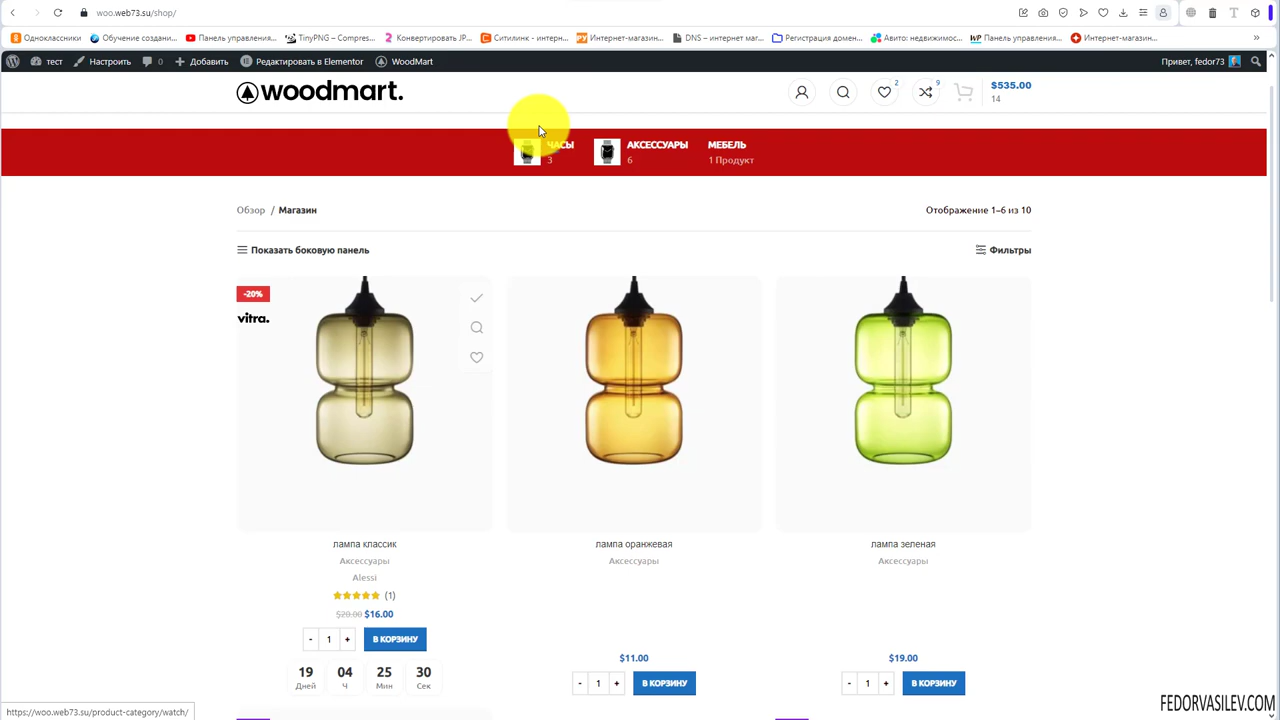 woo.web73.su/shop/
Одноклассники Обучение создани... Панель управления... TinyPNG – Compres... Конвертировать JP... Ситилинк - интерн... Интернет-магазин... DNS – интернет маг... Регистрация домен... Авито: недвижимос... Панель управления... Интернет-магазин... »
тест Настроить 0 Добавить Редактировать в Elementor WoodMart Привет, fedor73
woodmart. 2 9 $535.00
14
ЧАСЫ АКСЕССУАРЫ МЕБЕЛЬ
3 6 1 Продукт
Обзор / Магазин Отображение 1–6 из 10
Показать боковую панель Фильтры
-20%
vitra.
лампа классик лампа оранжевая лампа зеленая
Аксессуары Аксессуары Аксессуары
Alessi
(1)
$20.00 $16.00
- 1 + В КОРЗИНУ
$11.00 $19.00
19 04 25 30
Дней Ч Мин Сек
- 1 + В КОРЗИНУ - 1 + В КОРЗИНУ
https://woo.web73.su/product-category/watch/
FEDORVASILEV.COM